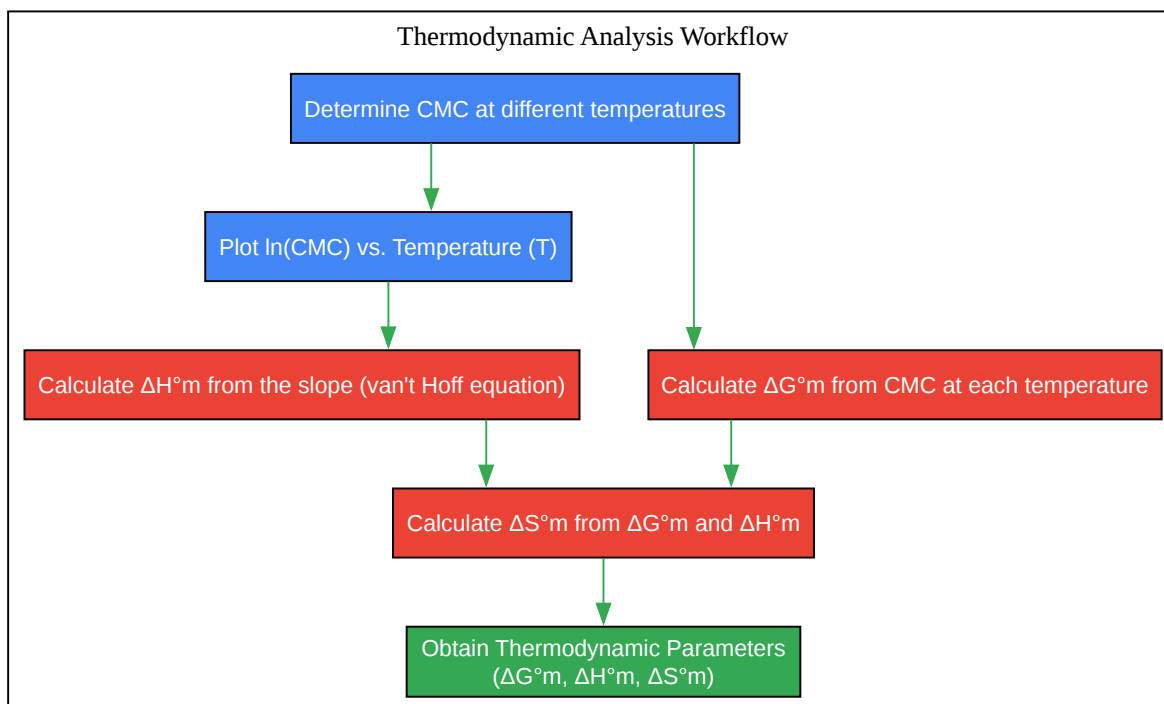 Thermodynamic Analysis Workflow
Determine CMC at different temperatures
Plot ln(CMC) vs. Temperature (T)
Calculate ΔH°m from the slope (van't Hoff equation)
Calculate ΔG°m from CMC at each temperature
Calculate ΔS°m from ΔG°m and ΔH°m
Obtain Thermodynamic Parameters
(ΔG°m, ΔH°m, ΔS°m)